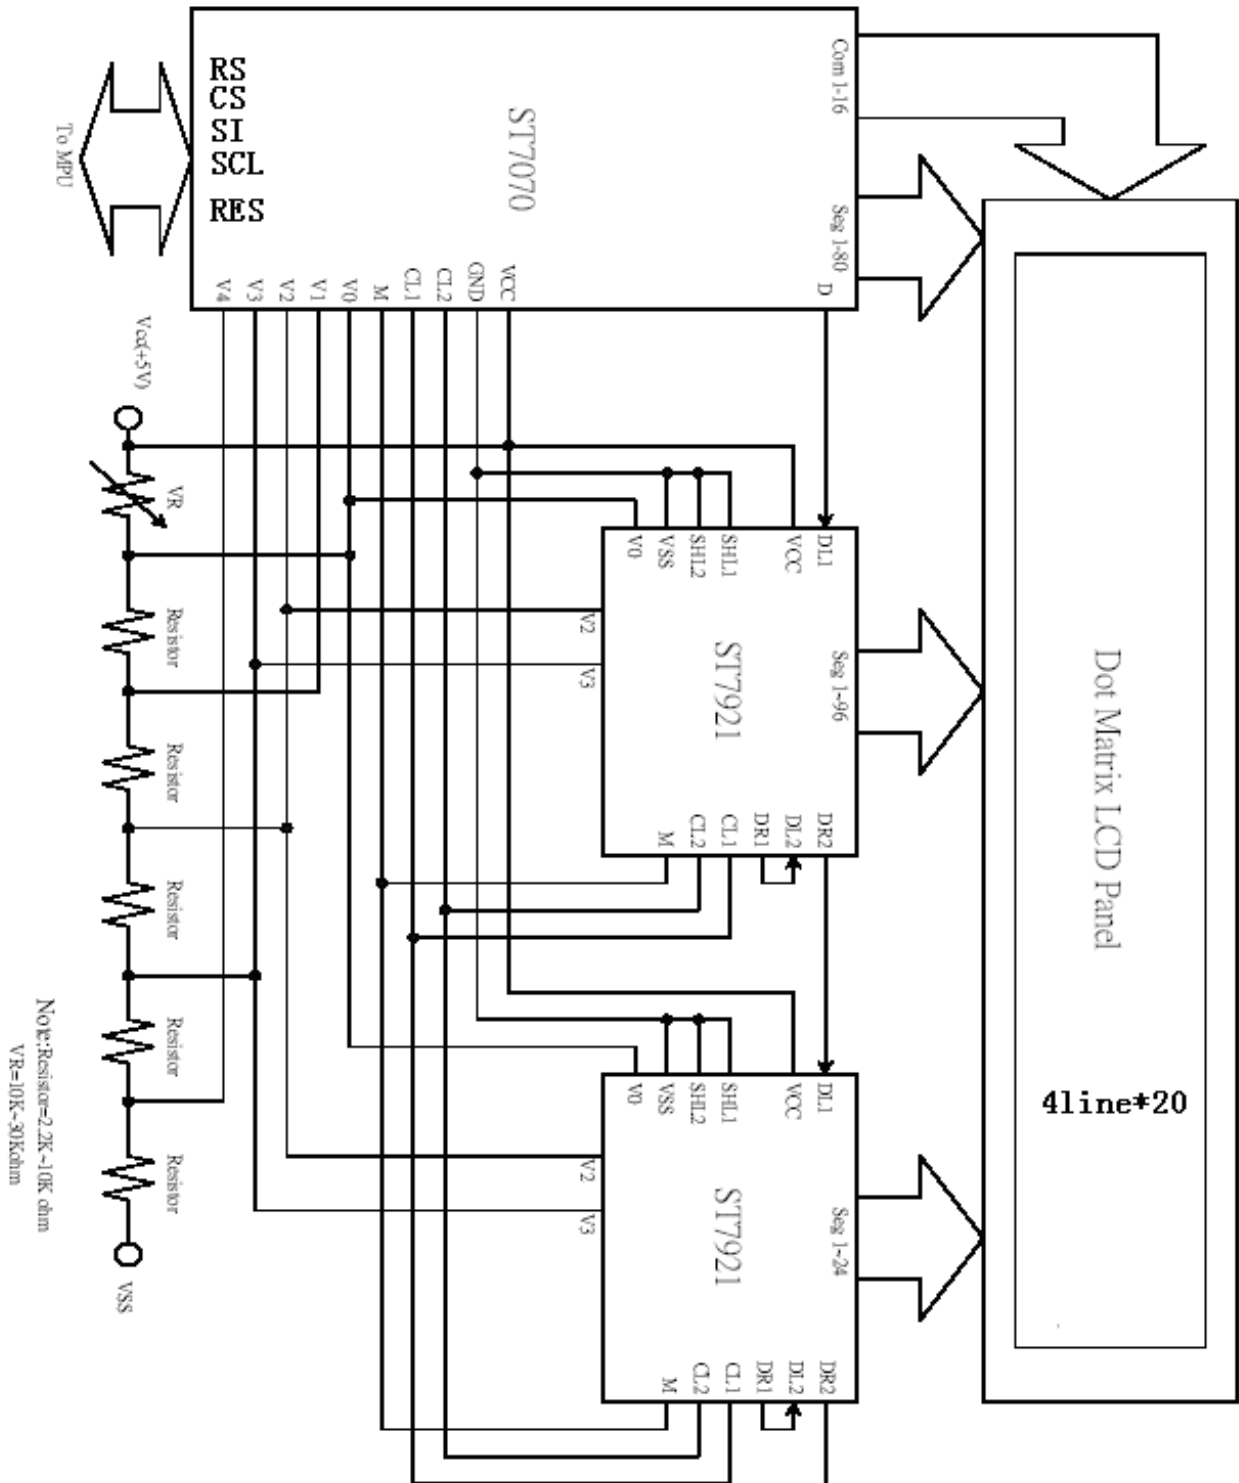 RS
CS
SI
SCL
RES
To MPU
ST7070
Com 1-16
Seg 1-80
D
V4
V3
V2
V1
V0
M
CL1
CL2
GND
VCC
Vcc(+5V)
VR
Resistor
Resistor
Resistor
Resistor
Resistor
VSS
Note:Resistor=2.2K~10K ohm
VR=10K~30Kohm
V0
VSS
SHL2
SHL1
VCC
DL1
V2
V3
ST7921
Seg 1~96
M
CL2
CL1
DR1
DL2
DR2
V0
VSS
SHL2
SHL1
VCC
DL1
V2
V3
ST7921
Seg 1~24
M
CL2
CL1
DR1
DL2
DR2
Dot Matrix LCD Panel
4line*20